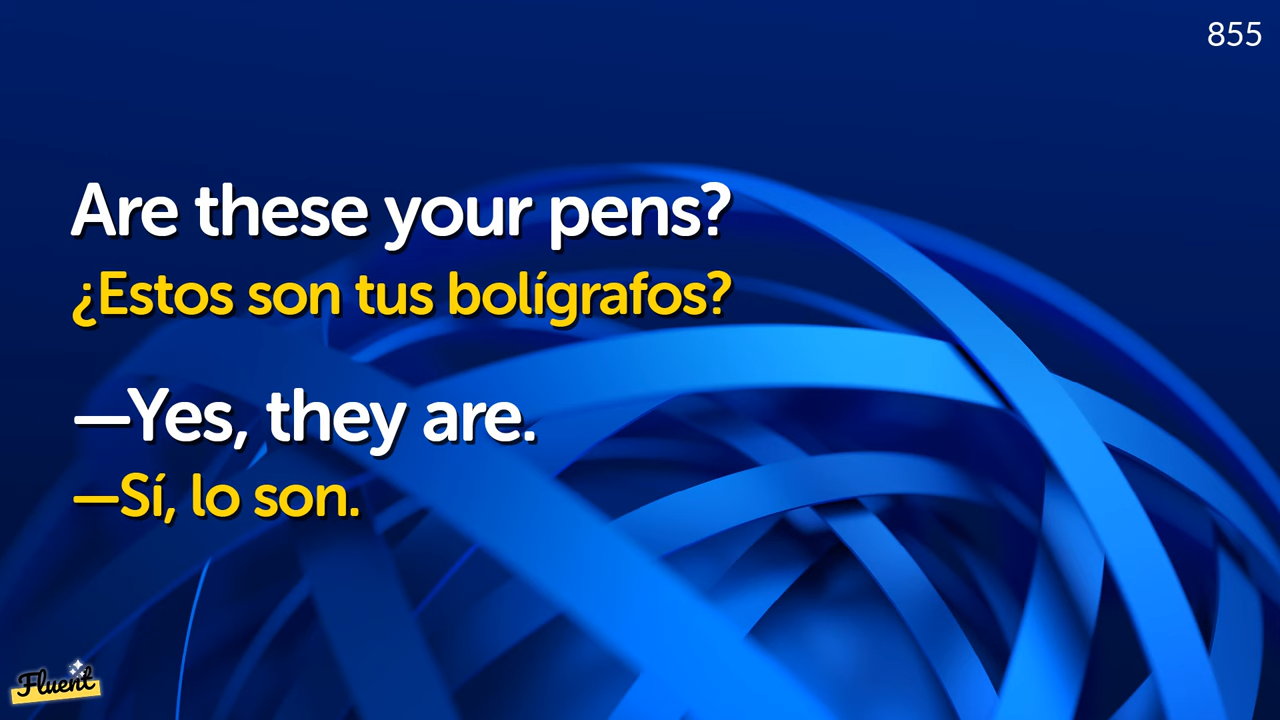 855
Are these your pens?
¿Estos son tus bolígrafos?
—Yes, they are.
—Sí, lo son.
Fluent